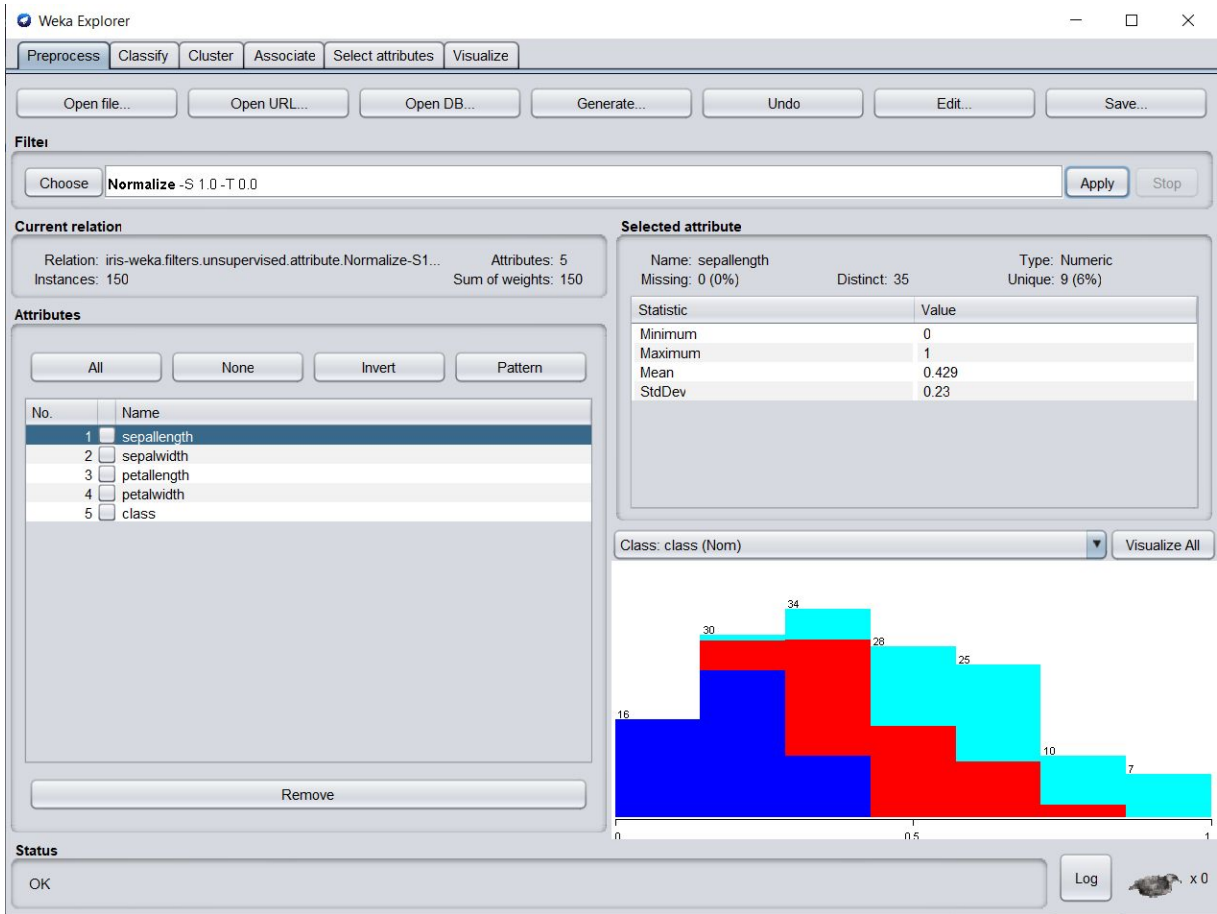 Weka Explorer
Preprocess Classify Cluster Associate Select attributes Visualize
Open file... Open URL... Open DB... Generate... Undo Edit... Save...
Filter
Choose Normalize -S 1.0 -T 0.0 Apply Stop
Current relation
Relation: iris-weka.filters.unsupervised.attribute.Normalize-S1... Attributes: 5
Instances: 150 Sum of weights: 150
Attributes
All None Invert Pattern
No. Name
1 sepallength
2 sepalwidth
3 petallength
4 petalwidth
5 class
Remove
Selected attribute
Name: sepallength Type: Numeric
Missing: 0 (0%) Distinct: 35 Unique: 9 (6%)
Statistic Value
Minimum 0
Maximum 1
Mean 0.429
StdDev 0.23
Class: class (Nom) Visualize All
16 30 34 28 25 10 7
0 0.5 1
Status
OK Log x 0